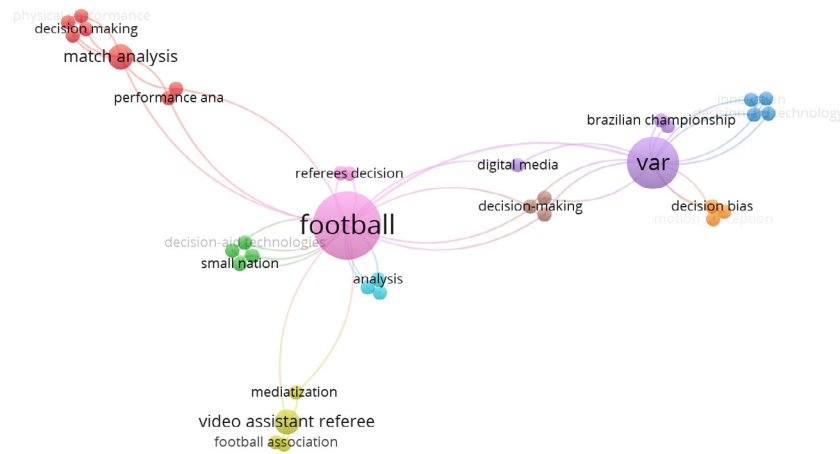 physical performance
decision making
match analysis
performance ana
brazilian championship
var
digital media
referees decision
decision-making
decision bias
football
decision-aid technologies
small nation
analysis
mediatization
video assistant referee
football association